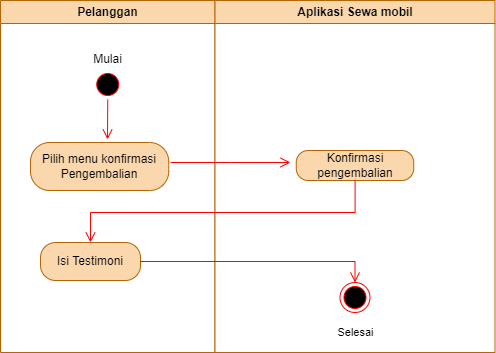 Pelanggan
Aplikasi Sewa mobil
Mulai
Pilih menu konfirmasi
Pengembalian
Konfirmasi
pengembalian
Isi Testimoni
Selesai